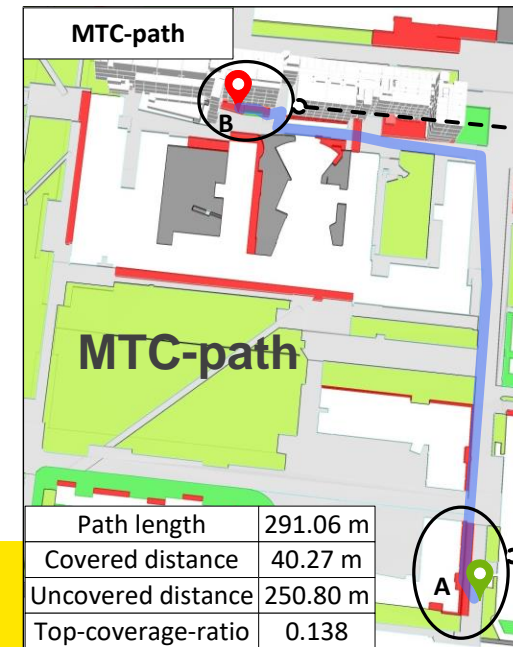 MTC-path
B
MTC-path
A
Path length 291.06 m
Covered distance 40.27 m
Uncovered distance 250.80 m
Top-coverage-ratio 0.138